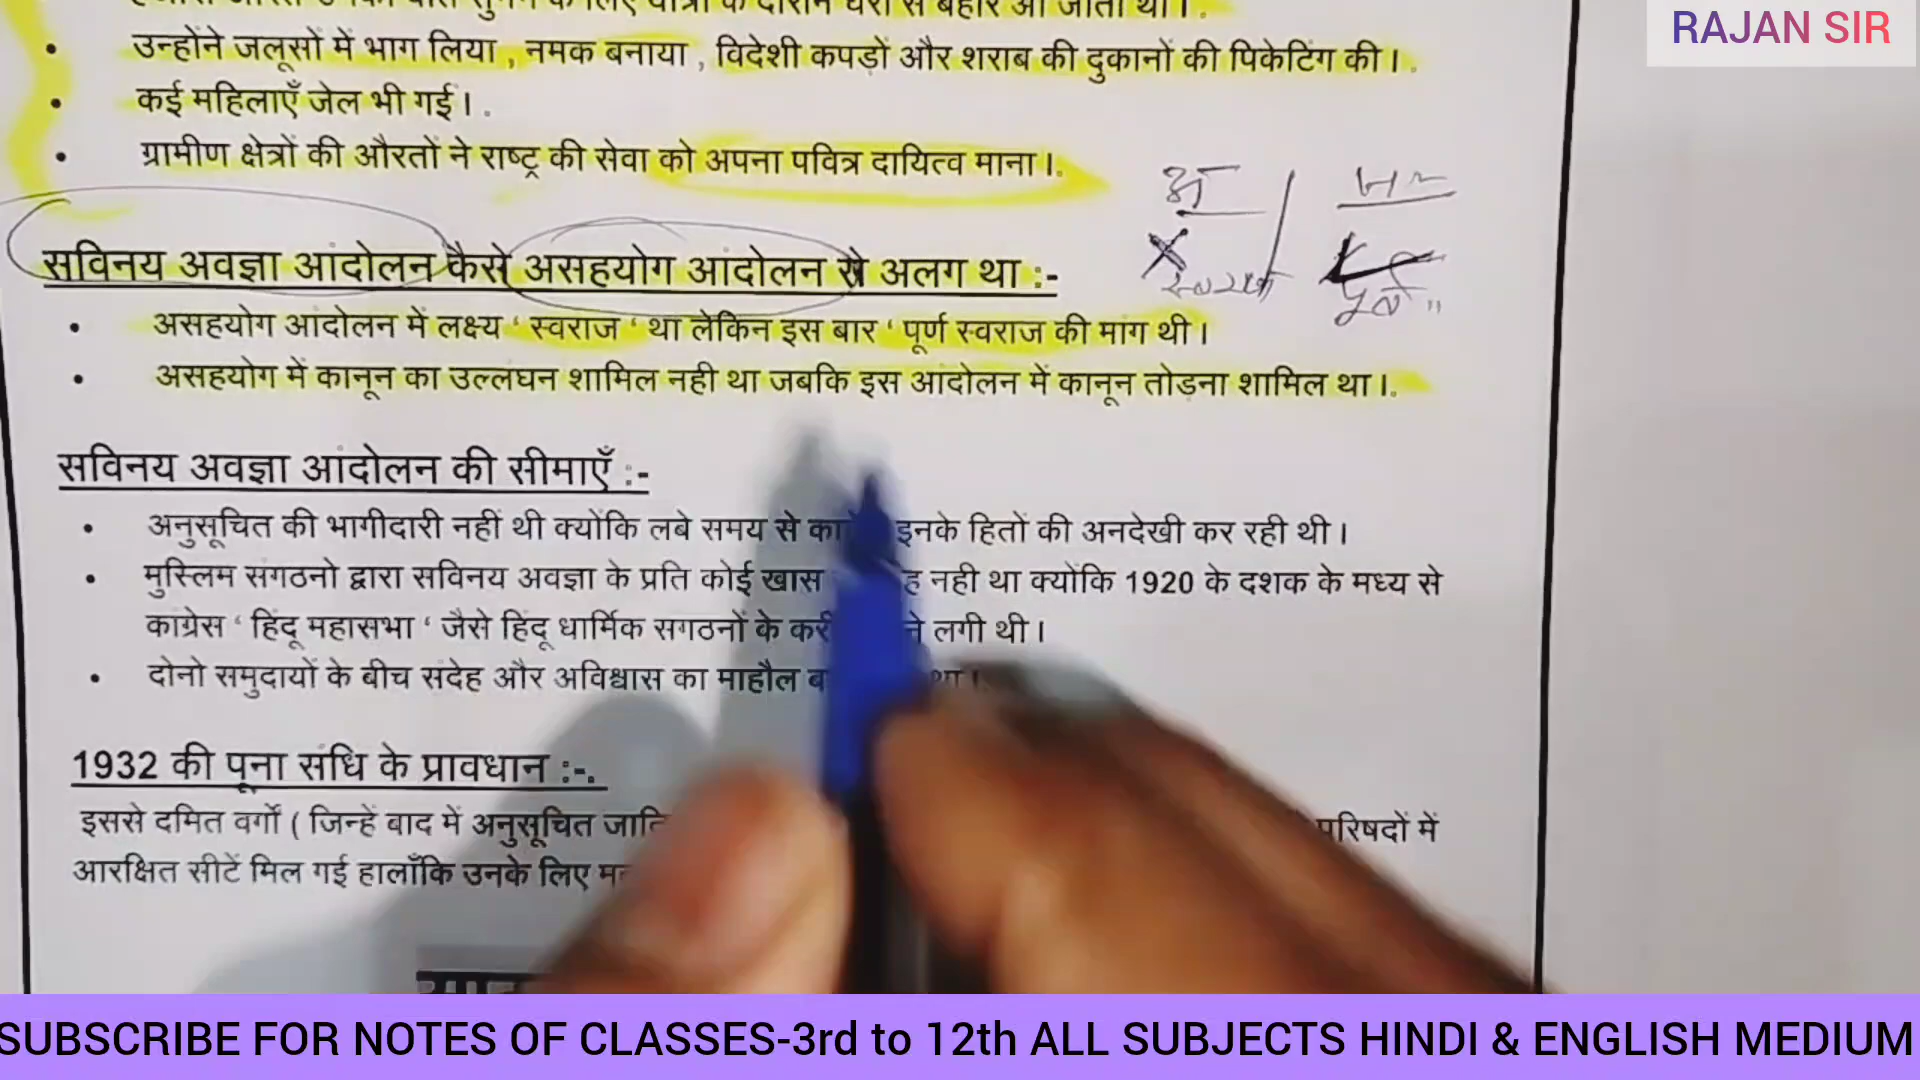 RAJAN SIR
उन्होंने जलूसों में भाग लिया , नमक बनाया , विदेशी कपड़ों और शराब की दुकानों की पिकेटिंग की ।
कई महिलाएँ जेल भी गई ।
ग्रामीण क्षेत्रों की औरतों ने राष्ट्र की सेवा को अपना पवित्र दायित्व माना ।
सविनय अवज्ञा आंदोलन कैसे असहयोग आंदोलन से अलग था :-
असहयोग आंदोलन में लक्ष्य ' स्वराज ' था लेकिन इस बार ' पूर्ण स्वराज की मांग थी ।
असहयोग में कानून का उल्लंघन शामिल नही था जबकि इस आंदोलन में कानून तोड़ना शामिल था ।
सविनय अवज्ञा आंदोलन की सीमाएँ :-
अनुसूचित की भागीदारी नहीं थी क्योंकि लंबे समय से इनके हितों की अनदेखी कर रही थी ।
मुस्लिम संगठनो द्वारा सविनय अवज्ञा के प्रति कोई खास नही था क्योंकि 1920 के दशक के मध्य से
कांग्रेस ' हिंदू महासभा ' जैसे हिंदू धार्मिक संगठनों के लगी थी ।
दोनो समुदायों के बीच संदेह और अविश्वास का माहौल था ।
1932 की पूना संधि के प्रावधान :-.
इससे दमित वर्गों ( जिन्हें बाद में अनुसूचित परिषदों में
आरक्षित सीटें मिल गई हालाँकि उनके लिए
SUBSCRIBE FOR NOTES OF CLASSES-3rd to 12th ALL SUBJECTS HINDI & ENGLISH MEDIUM